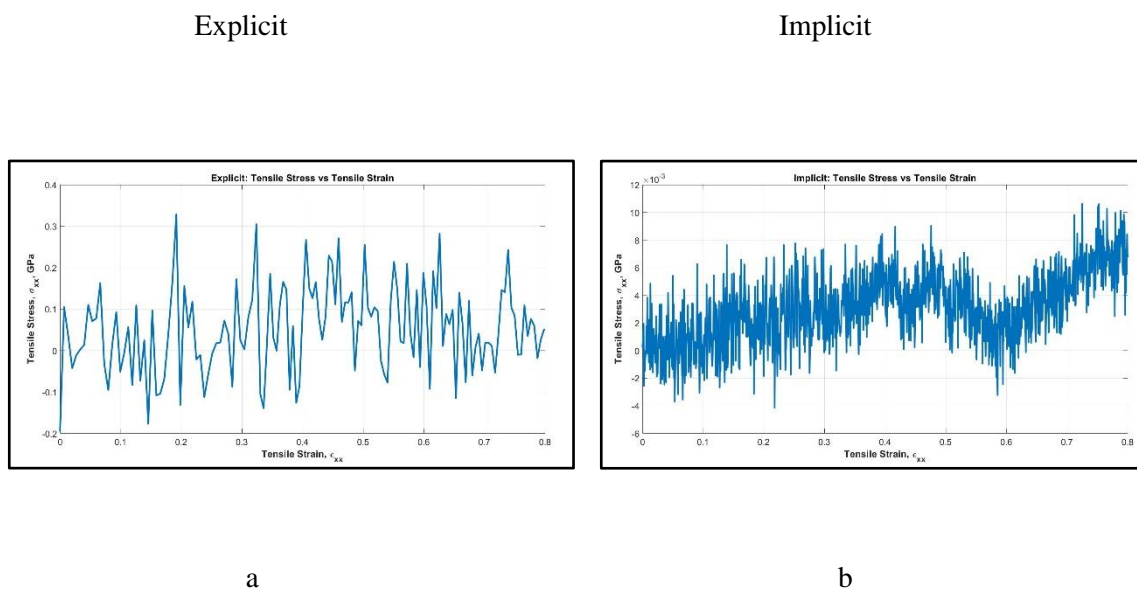 Explicit
Implicit
Explicit: Tensile Stress vs Tensile Strain
Tensile Stress, σxx, GPa
0.4
0.3
0.2
0.1
0
-0.1
-0.2
0 0.1 0.2 0.3 0.4 0.5 0.6 0.7 0.8
Tensile Strain, ϵxx
a
×10-3
Implicit: Tensile Stress vs Tensile Strain
Tensile Stress, σxx, GPa
12
10
8
6
4
2
0
-2
-4
-6
0 0.1 0.2 0.3 0.4 0.5 0.6 0.7 0.8
Tensile Strain, ϵxx
b